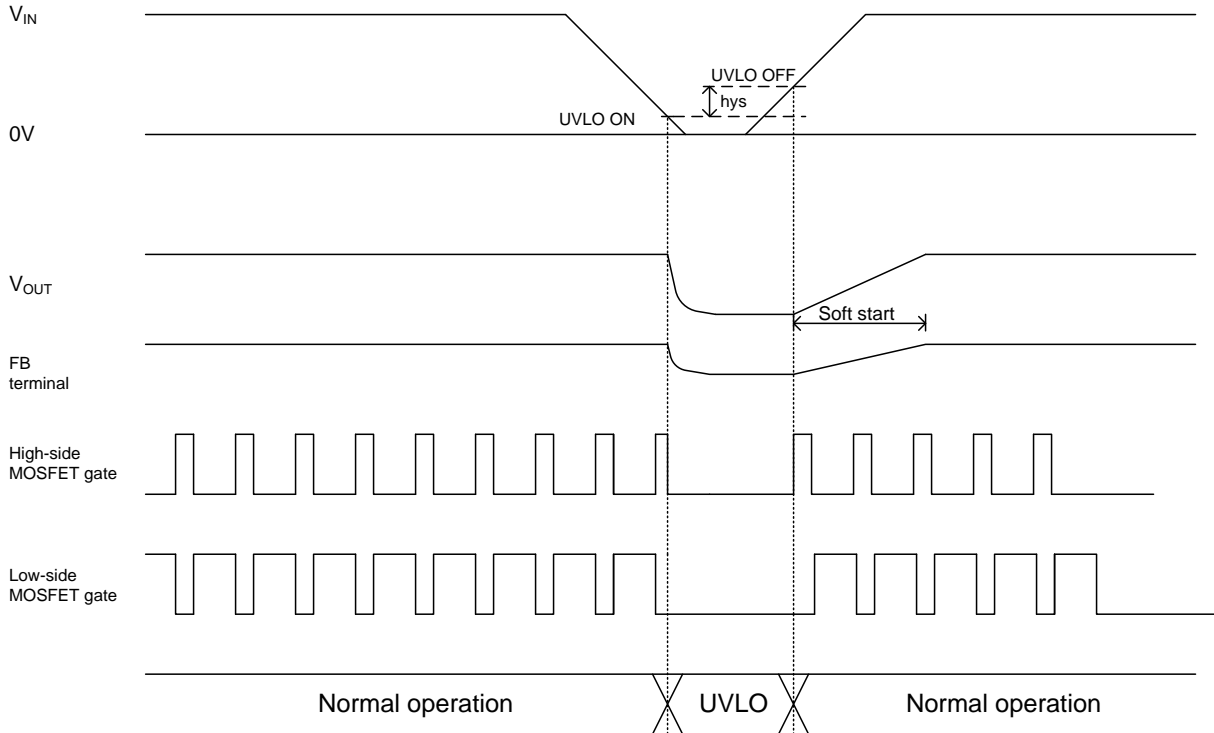 VIN
UVLO OFF
hys
UVLO ON
0V
VOUT
Soft start
FB
terminal
High-side
MOSFET gate
Low-side
MOSFET gate
Normal operation
UVLO
Normal operation